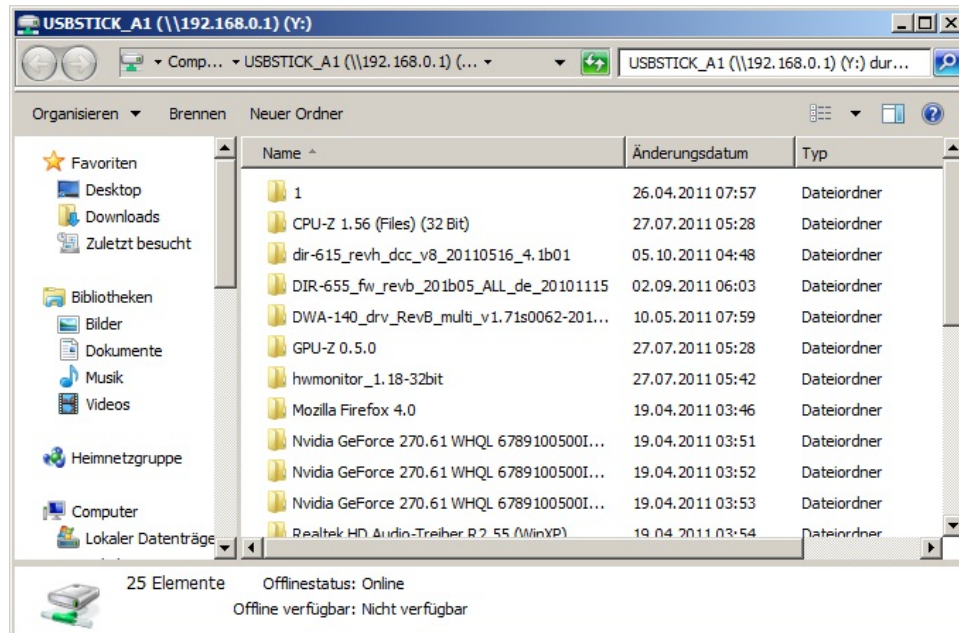 USBSTICK_A1 (\\192.168.0.1) (Y:)
Comp... USBSTICK_A1 (\\192.168.0.1) (... USBSTICK_A1 (\\192.168.0.1) (Y:) dur...
Organisieren Brennen Neuer Ordner
Favoriten
Desktop
Downloads
Zuletzt besucht
Bibliotheken
Bilder
Dokumente
Musik
Videos
Heimnetzgruppe
Computer
Lokaler Datenträge
Name Änderungsdatum Typ
1 26.04.2011 07:57 Dateiordner
CPU-Z 1.56 (Files) (32 Bit) 27.07.2011 05:28 Dateiordner
dir-615_revh_dcc_v8_20110516_4.1b01 05.10.2011 04:48 Dateiordner
DIR-655_fw_revb_201b05_ALL_de_20101115 02.09.2011 06:03 Dateiordner
DWA-140_drv_RevB_multi_v1.71s0062-201... 10.05.2011 07:59 Dateiordner
GPU-Z 0.5.0 27.07.2011 05:28 Dateiordner
hwmonitor_1.18-32bit 27.07.2011 05:42 Dateiordner
Mozilla Firefox 4.0 19.04.2011 03:46 Dateiordner
Nvidia GeForce 270.61 WHQL 6789100500I... 19.04.2011 03:51 Dateiordner
Nvidia GeForce 270.61 WHQL 6789100500I... 19.04.2011 03:52 Dateiordner
Nvidia GeForce 270.61 WHQL 6789100500I... 19.04.2011 03:53 Dateiordner
Realtek HD Audio-Treiber R2.55 (WinXP) 19.04.2011 03:54 Dateiordner
25 Elemente Offlinestatus: Online
Offline verfügbar: Nicht verfügbar